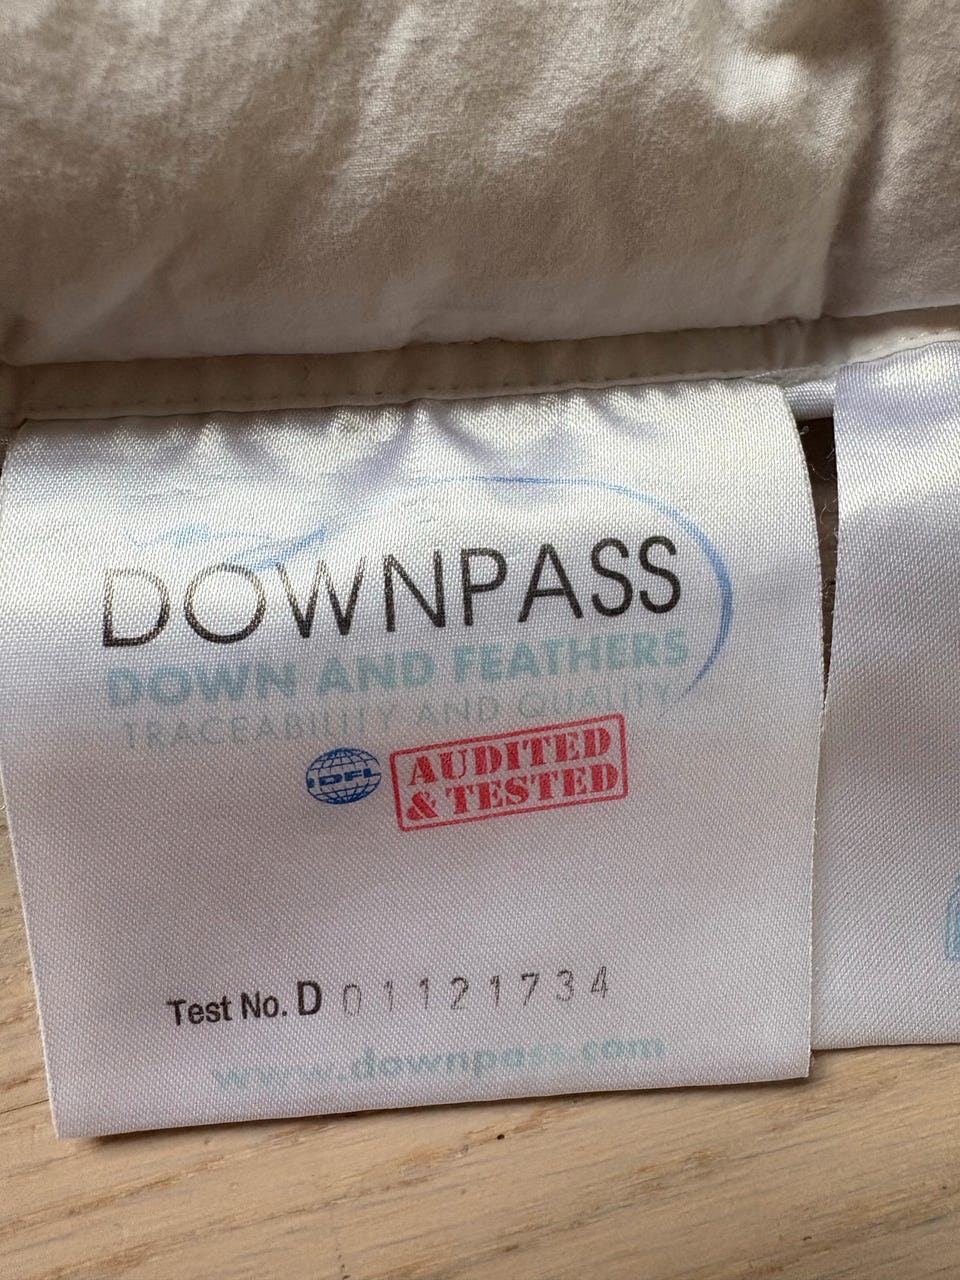 DOWNPASS
DOWN AND FEATHERS
TRACEABILITY AND QUALITY
IDFL
AUDITED
& TESTED
Test No. D 01121734
www.downpass.com